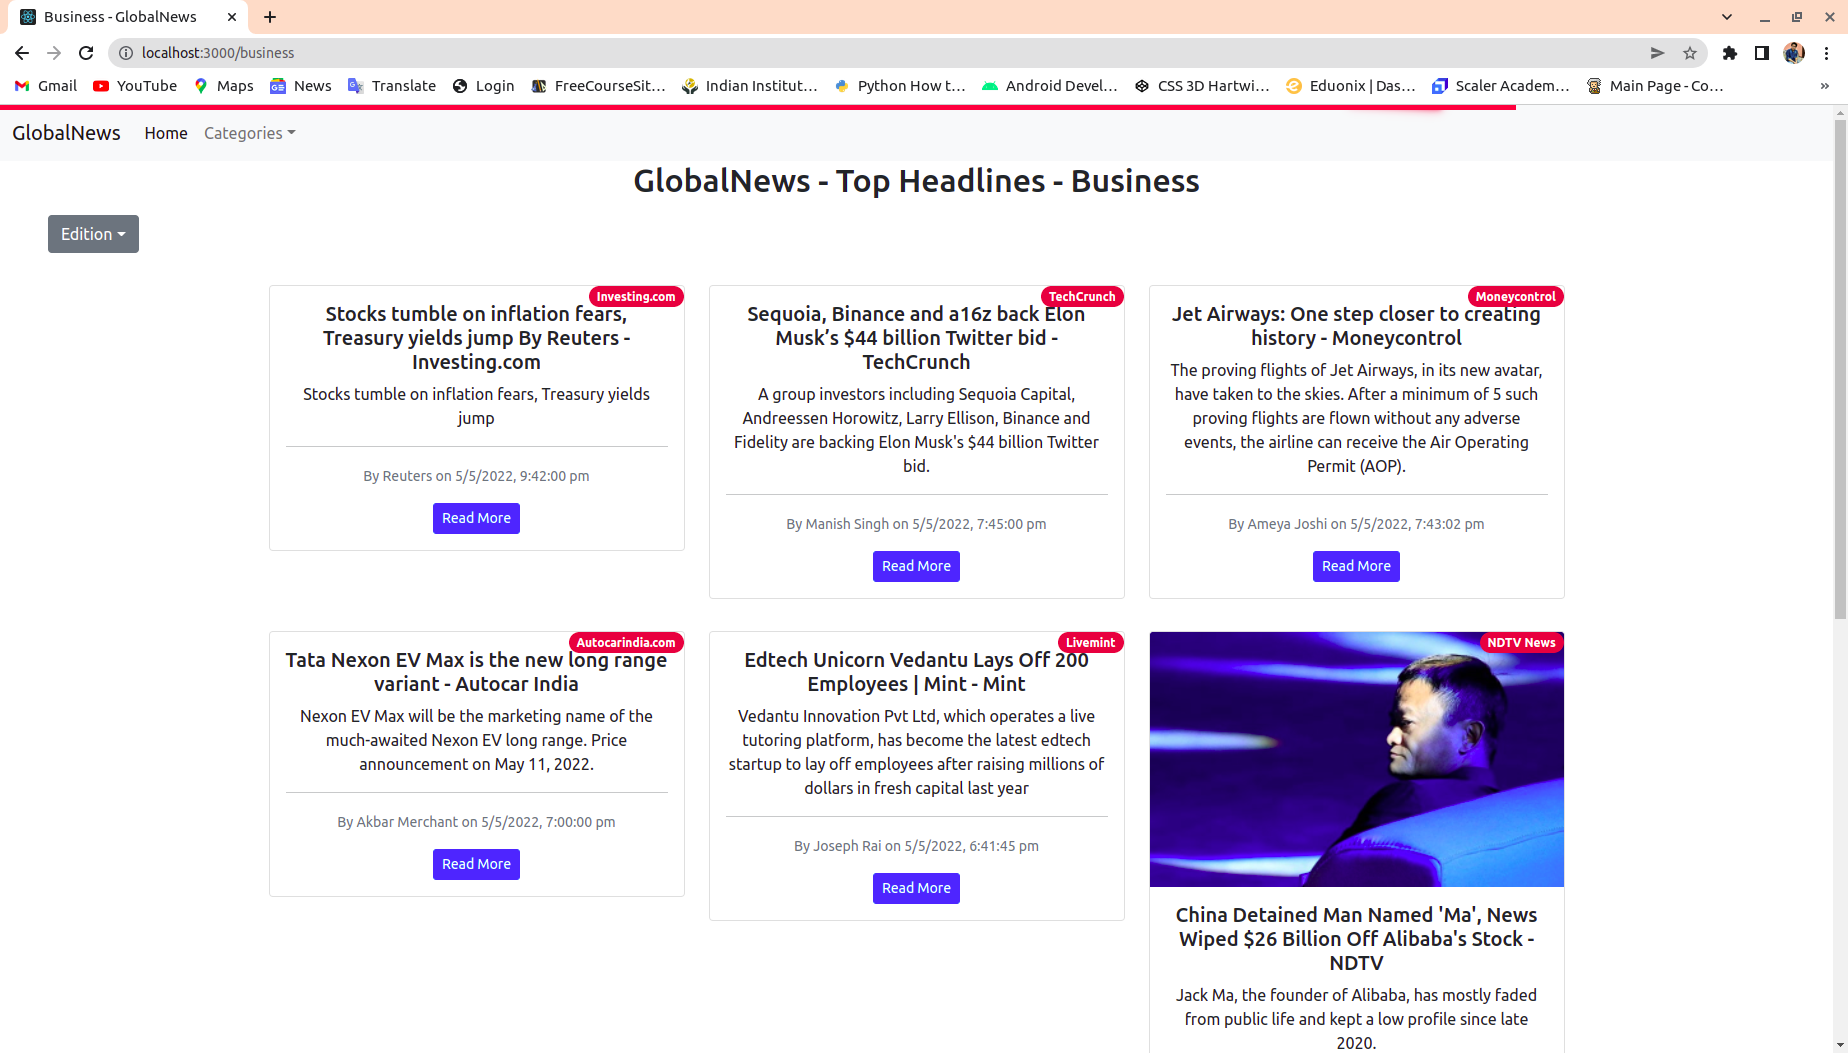 Business - GlobalNews
localhost:3000/business
Gmail YouTube Maps News Translate Login FreeCourseSit... Indian Institut... Python How t... Android Devel... CSS 3D Hartwi... Eduonix | Das... Scaler Academ... Main Page - Co... »
GlobalNews Home Categories
GlobalNews - Top Headlines - Business
Edition
Investing.com
Stocks tumble on inflation fears,
Treasury yields jump By Reuters -
Investing.com
Stocks tumble on inflation fears, Treasury yields
jump
By Reuters on 5/5/2022, 9:42:00 pm
Read More
TechCrunch
Sequoia, Binance and a16z back Elon
Musk’s $44 billion Twitter bid -
TechCrunch
A group investors including Sequoia Capital,
Andreessen Horowitz, Larry Ellison, Binance and
Fidelity are backing Elon Musk's $44 billion Twitter
bid.
By Manish Singh on 5/5/2022, 7:45:00 pm
Read More
Moneycontrol
Jet Airways: One step closer to creating
history - Moneycontrol
The proving flights of Jet Airways, in its new avatar,
have taken to the skies. After a minimum of 5 such
proving flights are flown without any adverse
events, the airline can receive the Air Operating
Permit (AOP).
By Ameya Joshi on 5/5/2022, 7:43:02 pm
Read More
Autocarindia.com
Tata Nexon EV Max is the new long range
variant - Autocar India
Nexon EV Max will be the marketing name of the
much-awaited Nexon EV long range. Price
announcement on May 11, 2022.
By Akbar Merchant on 5/5/2022, 7:00:00 pm
Read More
Livemint
Edtech Unicorn Vedantu Lays Off 200
Employees | Mint - Mint
Vedantu Innovation Pvt Ltd, which operates a live
tutoring platform, has become the latest edtech
startup to lay off employees after raising millions of
dollars in fresh capital last year
By Joseph Rai on 5/5/2022, 6:41:45 pm
Read More
NDTV News
China Detained Man Named 'Ma', News
Wiped $26 Billion Off Alibaba's Stock -
NDTV
Jack Ma, the founder of Alibaba, has mostly faded
from public life and kept a low profile since late
2020.